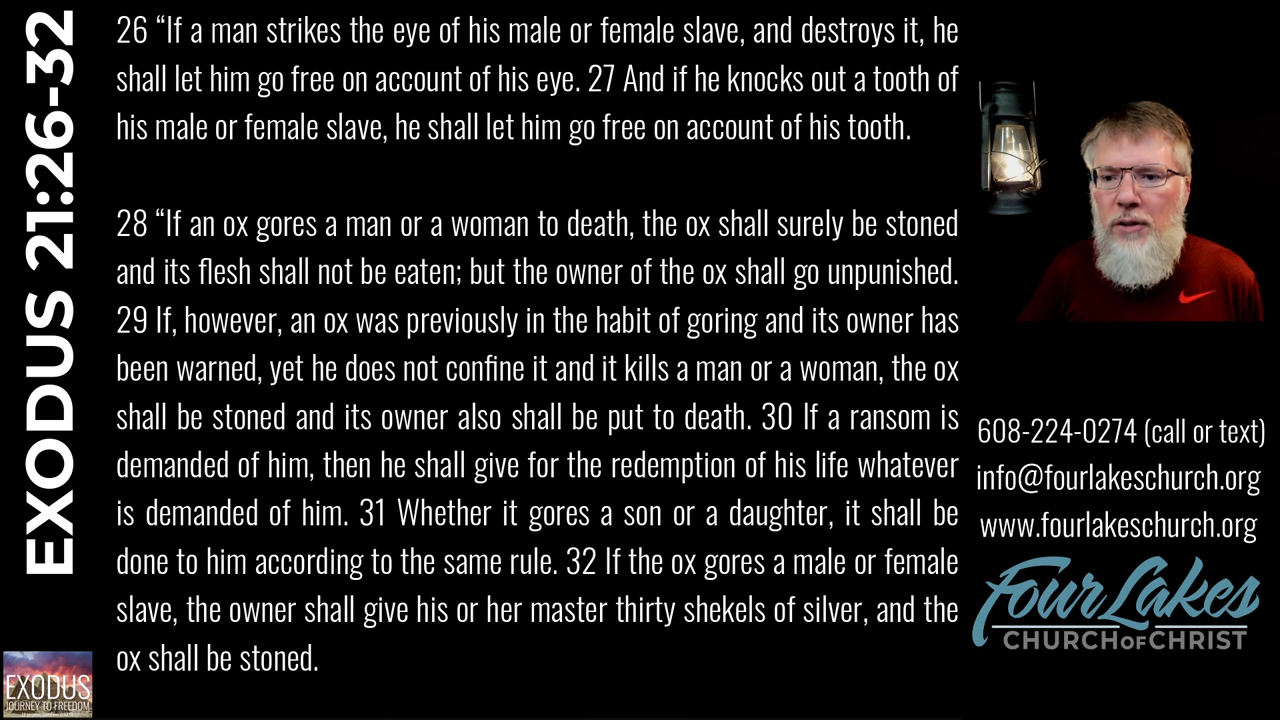 EXODUS 21:26-32
26 “If a man strikes the eye of his male or female slave, and destroys it, he
shall let him go free on account of his eye. 27 And if he knocks out a tooth of
his male or female slave, he shall let him go free on account of his tooth.
28 “If an ox gores a man or a woman to death, the ox shall surely be stoned
and its flesh shall not be eaten; but the owner of the ox shall go unpunished.
29 If, however, an ox was previously in the habit of goring and its owner has
been warned, yet he does not confine it and it kills a man or a woman, the ox
shall be stoned and its owner also shall be put to death. 30 If a ransom is
demanded of him, then he shall give for the redemption of his life whatever
is demanded of him. 31 Whether it gores a son or a daughter, it shall be
done to him according to the same rule. 32 If the ox gores a male or female
slave, the owner shall give his or her master thirty shekels of silver, and the
ox shall be stoned.
608-224-0274 (call or text)
info@fourlakeschurch.org
www.fourlakeschurch.org
Four Lakes
CHURCH OF CHRIST
EXODUS
JOURNEY TO FREEDOM